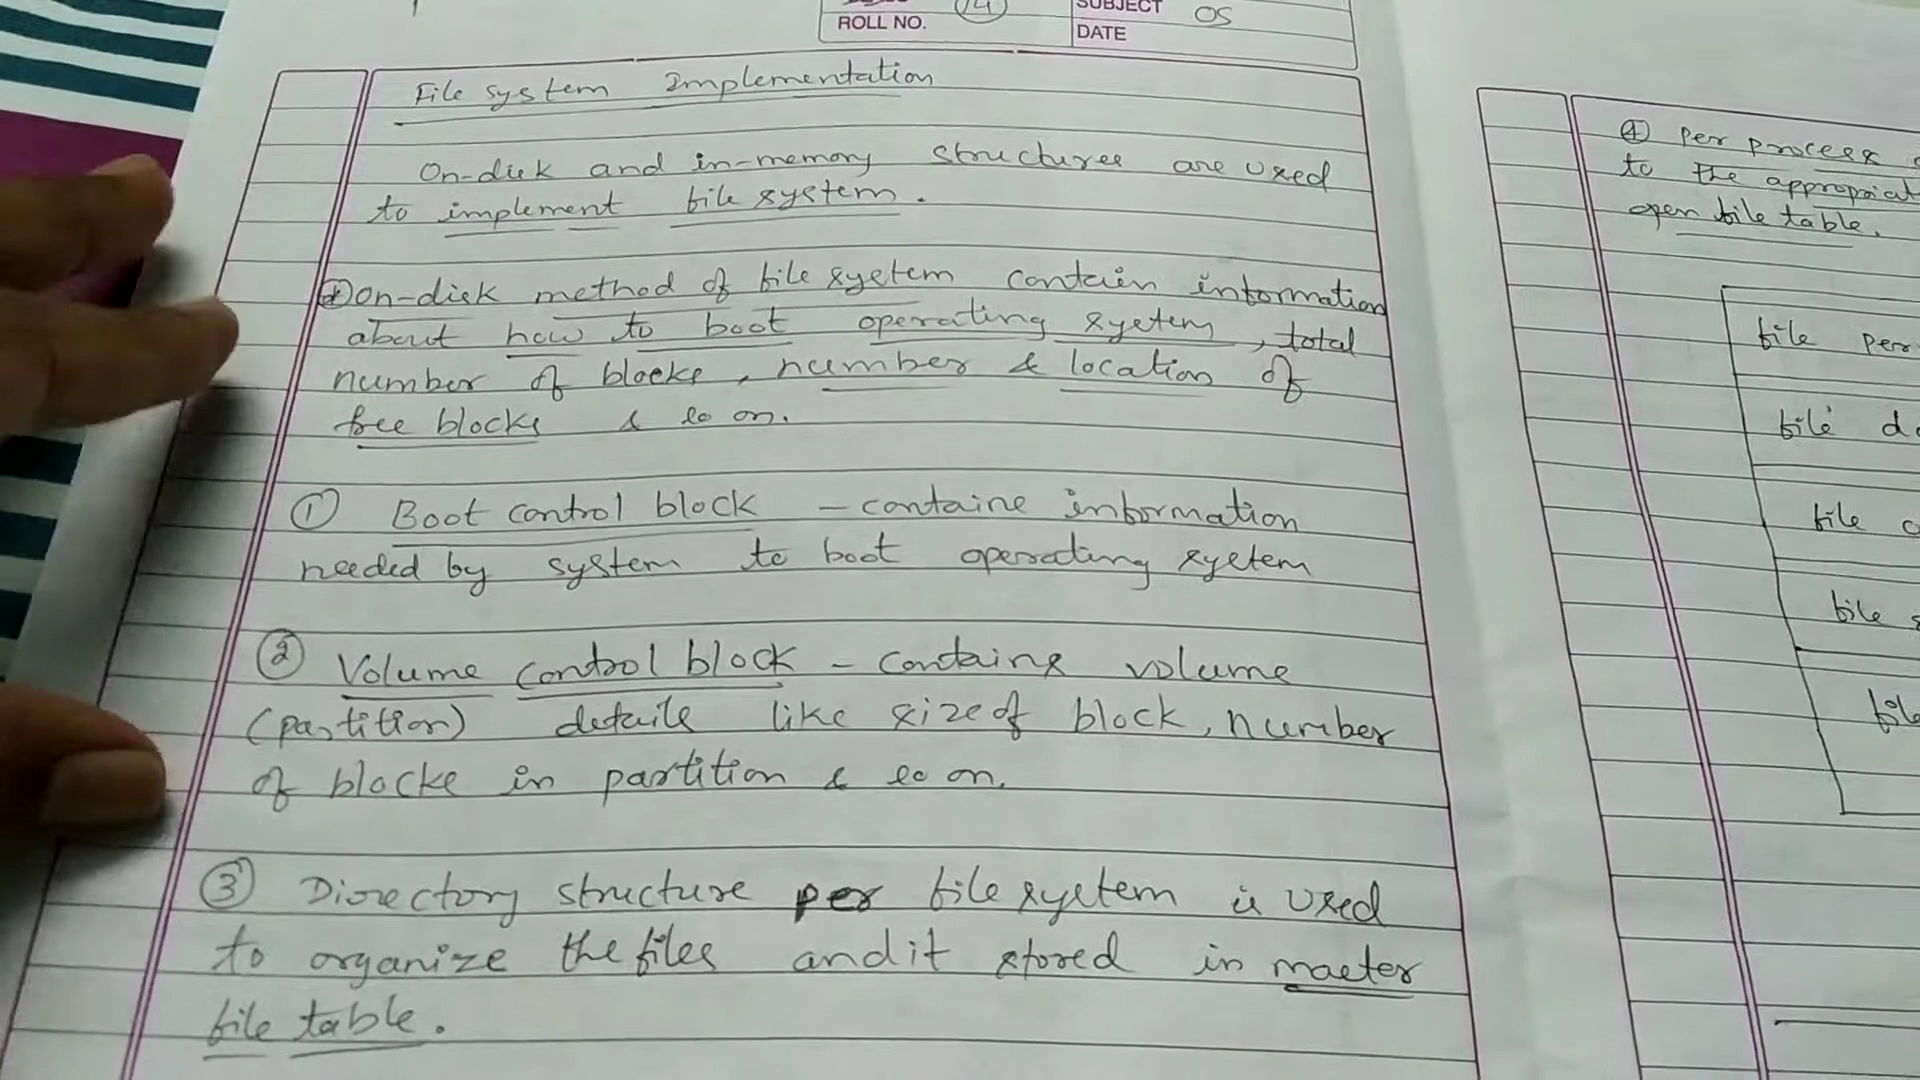 SUBJECT OS
ROLL NO. 14
DATE
File system Implementation
On-disk and in-memory structures are used
to implement file system.
On-disk method of file system contain information
about how to boot operating system, total
number of blocks, number & location of
free blocks & so on.
① Boot control block - contains information
needed by system to boot operating system
② Volume control block - contains volume
(partition) details like size of block, number
of blocks in partition & so on.
③ Directory structure per file system is used
to organize the files and it stored in master
file table.
④ per process
to the appropriat
open file table.
file per
file da
file
file
file